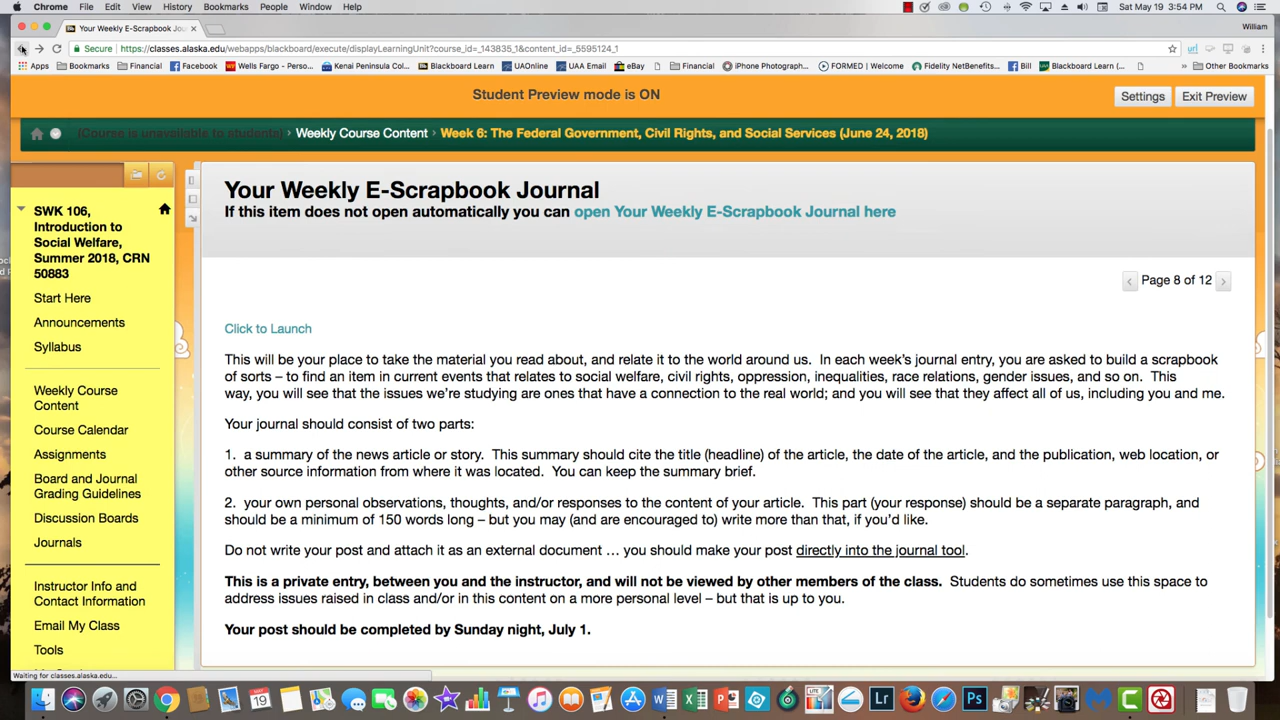 Chrome File Edit View History Bookmarks People Window Help Sat May 19 3:54 PM
Your Weekly E-Scrapbook Jou William
Secure https://classes.alaska.edu/webapps/blackboard/execute/displayLearningUnit?course_id=_143835_1&content_id=_5595124_1
Apps Bookmarks Financial Facebook Wells Fargo - Perso... Kenai Peninsula Col... Blackboard Learn UAOnline UAA Email eBay Financial iPhone Photograph... FORMED | Welcome Fidelity NetBenefits... Bill Blackboard Learn (... » Other Bookmarks
Student Preview mode is ON Settings Exit Preview
(Course is unavailable to students) › Weekly Course Content › Week 6: The Federal Government, Civil Rights, and Social Services (June 24, 2018)
SWK 106,
Introduction to
Social Welfare,
Summer 2018, CRN
50883
Start Here
Announcements
Syllabus
Weekly Course
Content
Course Calendar
Assignments
Board and Journal
Grading Guidelines
Discussion Boards
Journals
Instructor Info and
Contact Information
Email My Class
Tools
Your Weekly E-Scrapbook Journal
If this item does not open automatically you can open Your Weekly E-Scrapbook Journal here
Page 8 of 12
Click to Launch
This will be your place to take the material you read about, and relate it to the world around us. In each week's journal entry, you are asked to build a scrapbook
of sorts – to find an item in current events that relates to social welfare, civil rights, oppression, inequalities, race relations, gender issues, and so on. This
way, you will see that the issues we're studying are ones that have a connection to the real world; and you will see that they affect all of us, including you and me.
Your journal should consist of two parts:
1. a summary of the news article or story. This summary should cite the title (headline) of the article, the date of the article, and the publication, web location, or
other source information from where it was located. You can keep the summary brief.
2. your own personal observations, thoughts, and/or responses to the content of your article. This part (your response) should be a separate paragraph, and
should be a minimum of 150 words long – but you may (and are encouraged to) write more than that, if you'd like.
Do not write your post and attach it as an external document … you should make your post directly into the journal tool.
This is a private entry, between you and the instructor, and will not be viewed by other members of the class. Students do sometimes use this space to
address issues raised in class and/or in this content on a more personal level – but that is up to you.
Your post should be completed by Sunday night, July 1.
Waiting for classes.alaska.edu...